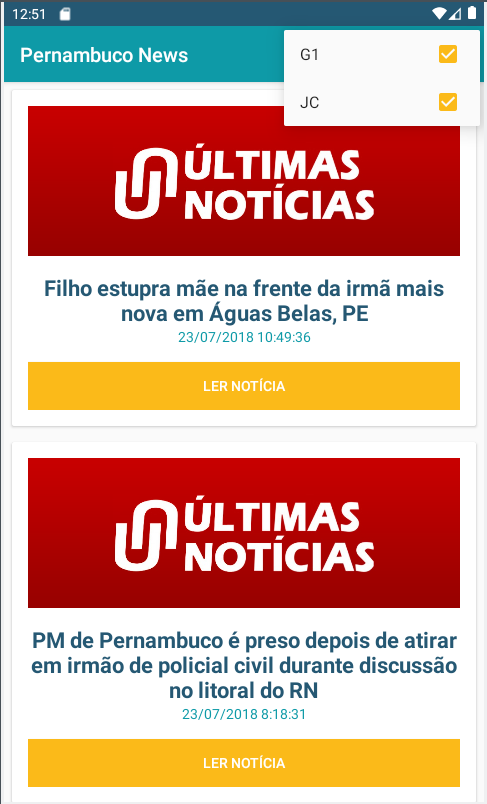 12:51
Pernambuco News
G1
JC
ÚLTIMAS
NOTÍCIAS
Filho estupra mãe na frente da irmã mais
nova em Águas Belas, PE
23/07/2018 10:49:36
LER NOTÍCIA
ÚLTIMAS
NOTÍCIAS
PM de Pernambuco é preso depois de atirar
em irmão de policial civil durante discussão
no litoral do RN
23/07/2018 8:18:31
LER NOTÍCIA